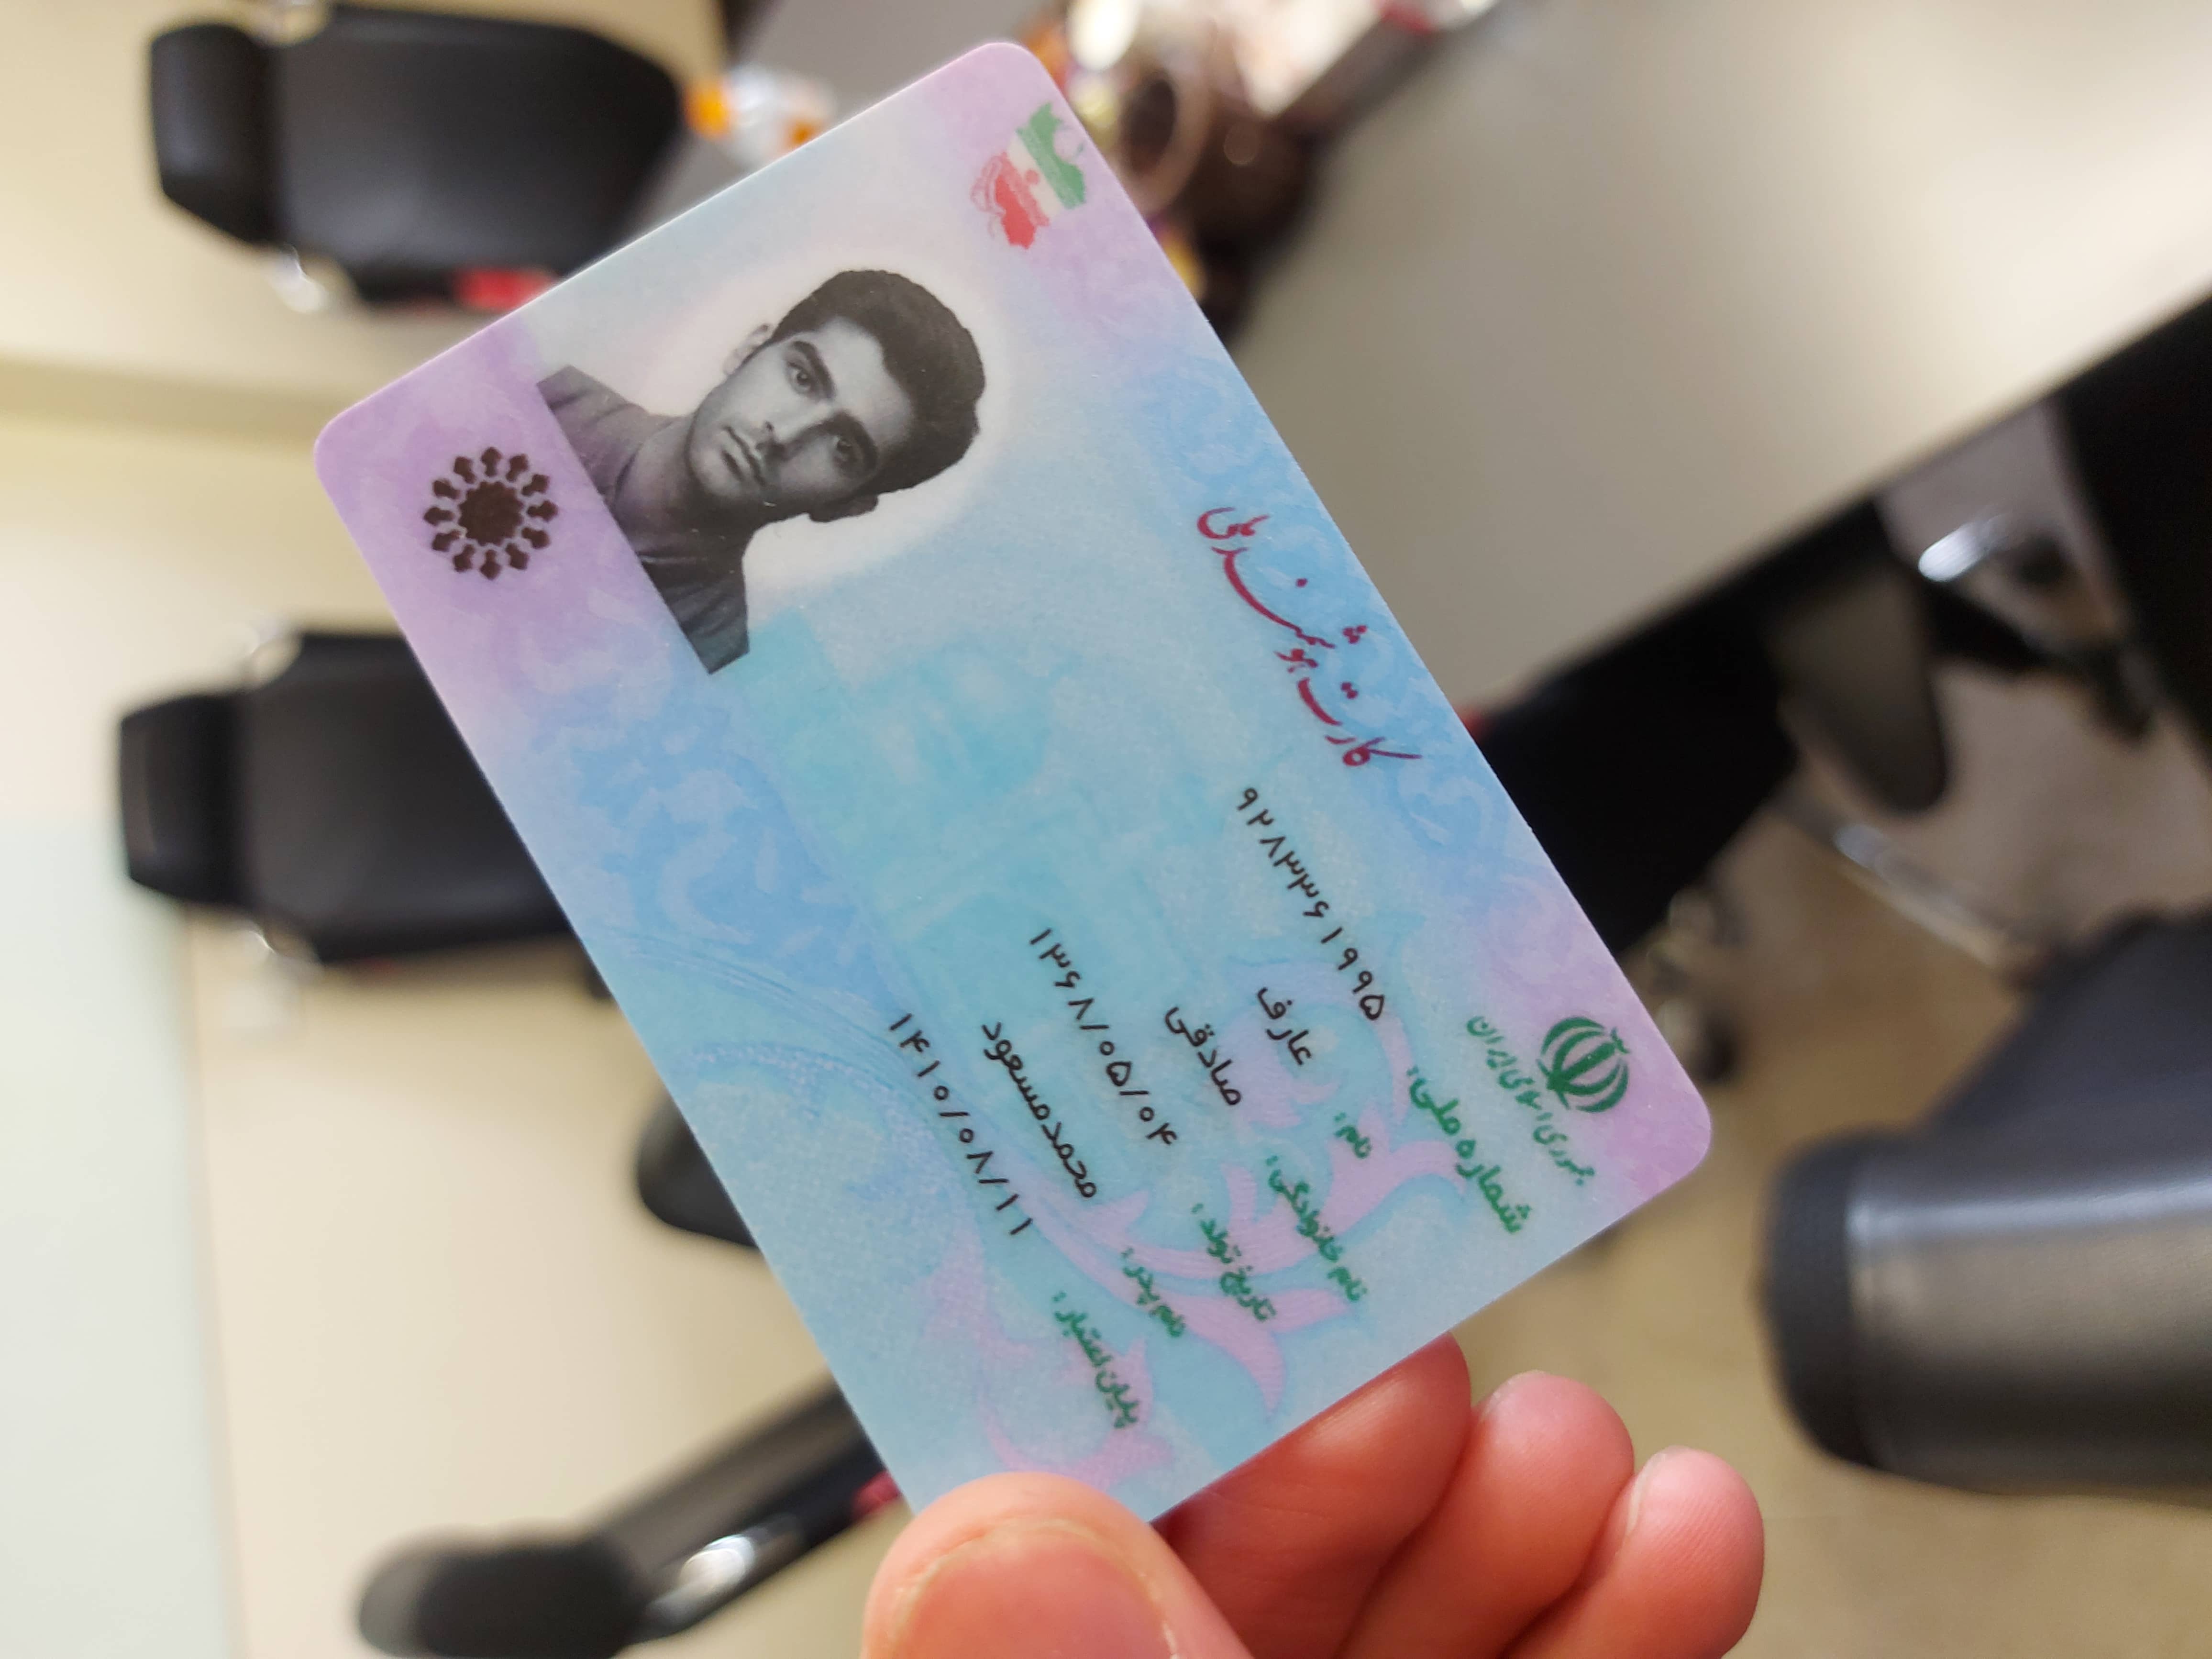 جمهوری اسلامی ایران
کارت هوشمند ملی
شماره ملی: ۹۲۸۳۳۶۱۹۹۵
نام: عارف
نام خانوادگی: صادقی
تاریخ تولد: ۱۳۶۸/۰۵/۰۴
نام پدر: محمدمسعود
پایان اعتبار: ۱۴۱۰/۰۸/۱۱